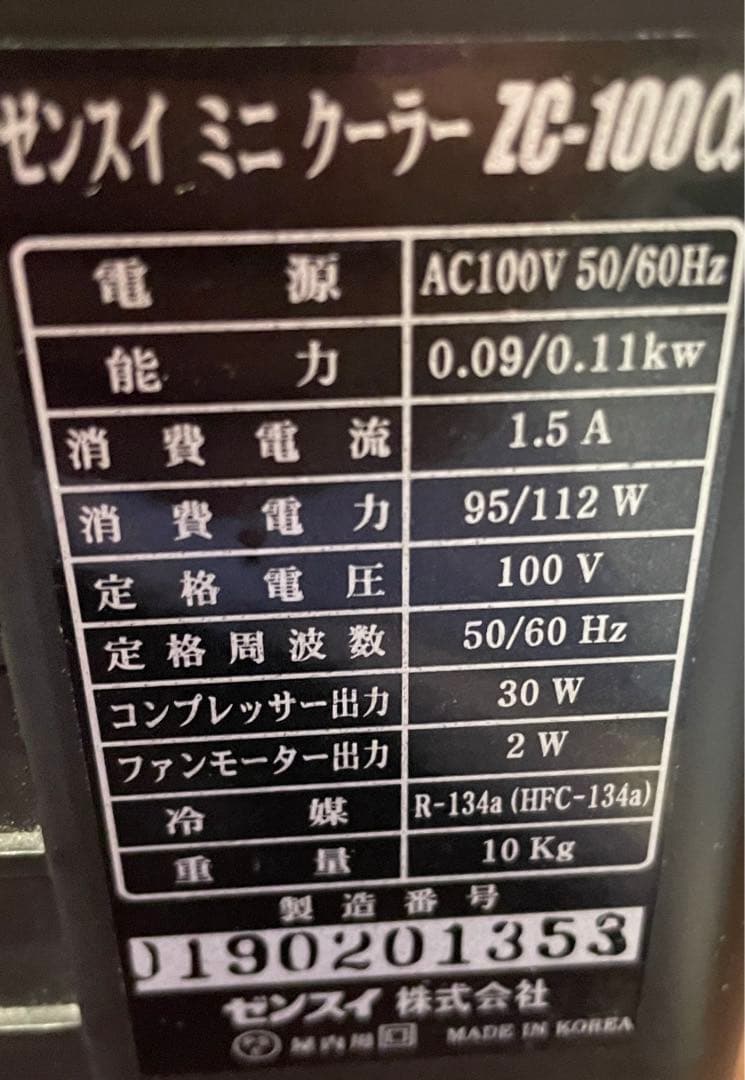 ゼンスイ ミニ クーラー ZC-100α
電源 AC100V 50/60Hz
能力 0.09/0.11kw
消費電流 1.5 A
消費電力 95/112 W
定格電圧 100 V
定格周波数 50/60 Hz
コンプレッサー出力 30 W
ファンモーター出力 2 W
冷媒 R-134a (HFC-134a)
重量 10 Kg
製造番号
0190201353
ゼンスイ 株式会社
屋内用 MADE IN KOREA